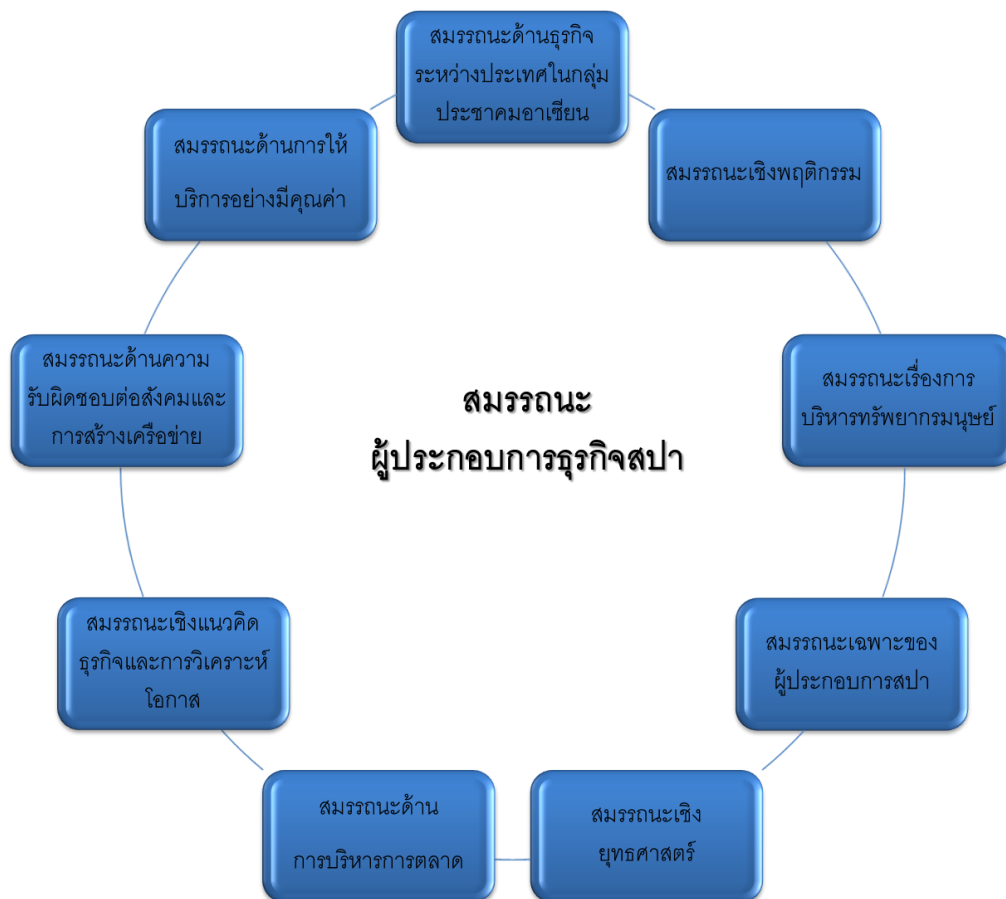 สมรรถนะด้านธุรกิจ
ระหว่างประเทศในกลุ่ม
ประชาคมอาเซียน
สมรรถนะด้านการให้
บริการอย่างมีคุณค่า
สมรรถนะเชิงพฤติกรรม
สมรรถนะด้านความ
รับผิดชอบต่อสังคมและ
การสร้างเครือข่าย
สมรรถนะ
ผู้ประกอบการธุรกิจสปา
สมรรถนะเรื่องการ
บริหารทรัพยากรมนุษย์
สมรรถนะเชิงแนวคิด
ธุรกิจและการวิเคราะห์
โอกาส
สมรรถนะเฉพาะของ
ผู้ประกอบการสปา
สมรรถนะด้าน
การบริหารการตลาด
สมรรถนะเชิง
ยุทธศาสตร์